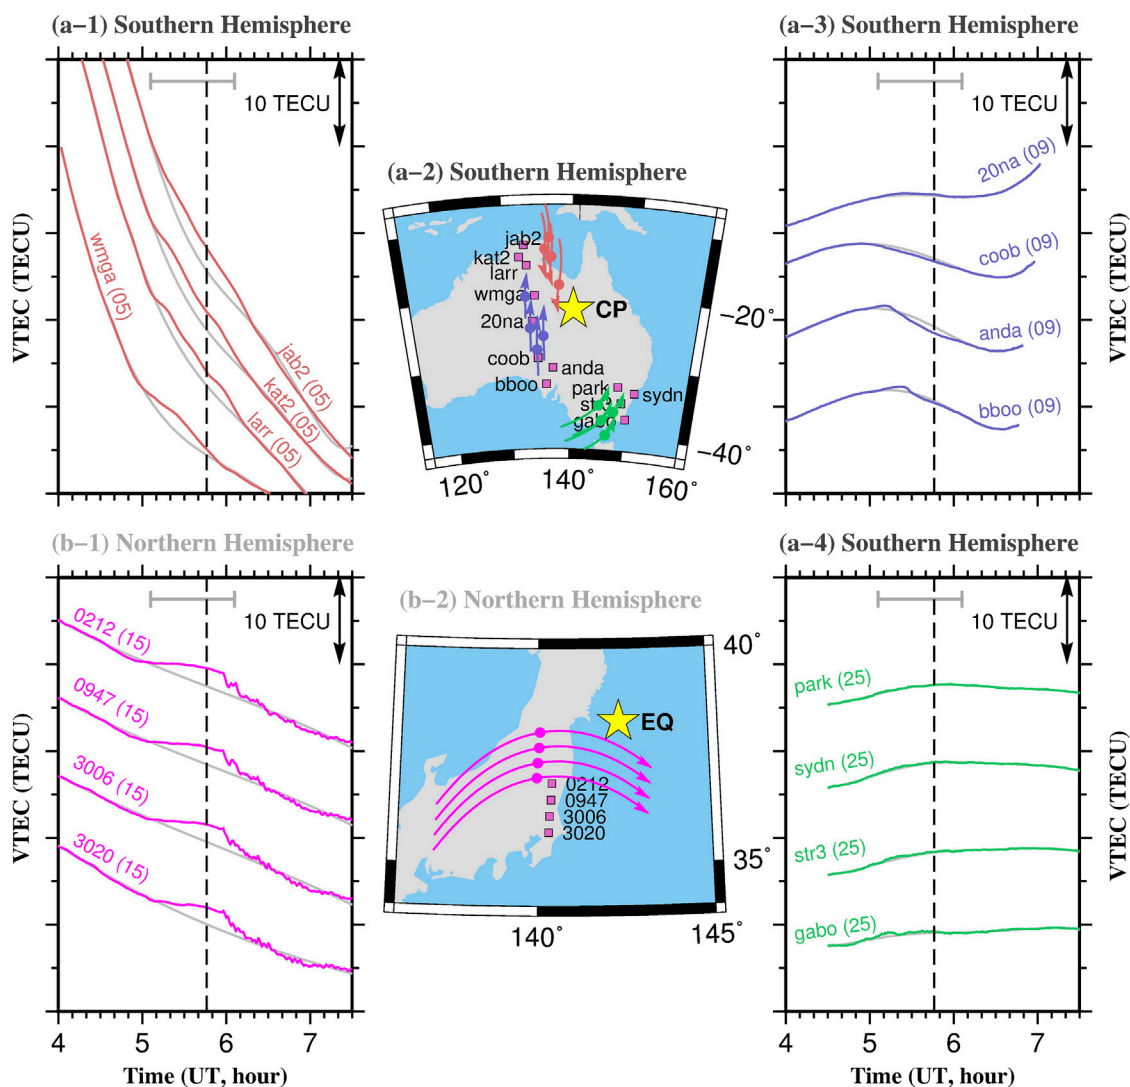 (a−1) Southern Hemisphere
VTEC (TECU)
10 TECU
wmga (05)
larr (05)
kat2 (05)
jab2 (05)
(a−2) Southern Hemisphere
jab2
kat2
larr
wmga
20na
coob
bboo
anda
park
sydn
gabo
CP
−20˚
−40˚
120˚
140˚
160˚
(a−3) Southern Hemisphere
10 TECU
20na (09)
coob (09)
anda (09)
bboo (09)
VTEC (TECU)
(b−1) Northern Hemisphere
VTEC (TECU)
10 TECU
0212 (15)
0947 (15)
3006 (15)
3020 (15)
4
5
6
7
Time (UT, hour)
(b−2) Northern Hemisphere
EQ
0212
0947
3006
3020
40˚
35˚
140˚
145˚
(a−4) Southern Hemisphere
10 TECU
park (25)
sydn (25)
str3 (25)
gabo (25)
VTEC (TECU)
4
5
6
7
Time (UT, hour)